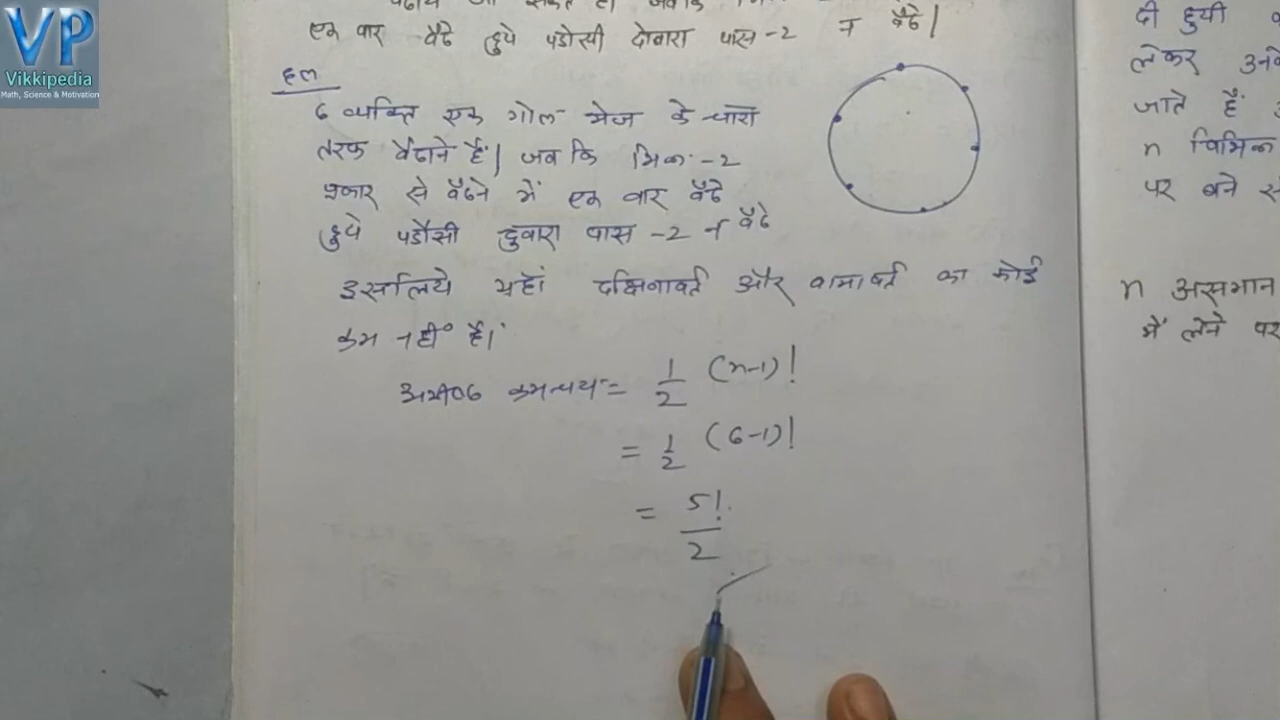 VP
Vikkipedia
Math, Science & Motivation
एक बार बैठे हुये पडोसी दोबारा पास-2 न बैठे।
हल
6 व्यक्ति एक गोल मेज के चारो
तरफ बैठाने हैं। जब कि भिन्न-2
प्रकार से बैठने में एक बार बैठे
हुये पडौसी दुबारा पास-2 न बैठे
इसलिये यहाँ दक्षिनावर्त और वामावर्त का कोई
क्रम नहीं है।
अभीष्ठ क्रमचय = 1/2 (n-1)!
= 1/2 (6-1)!
= 5!/2
दी हुयी
लेकर
जाते हैं
n विभिन्न
पर बने
n असमान
में लेने पर